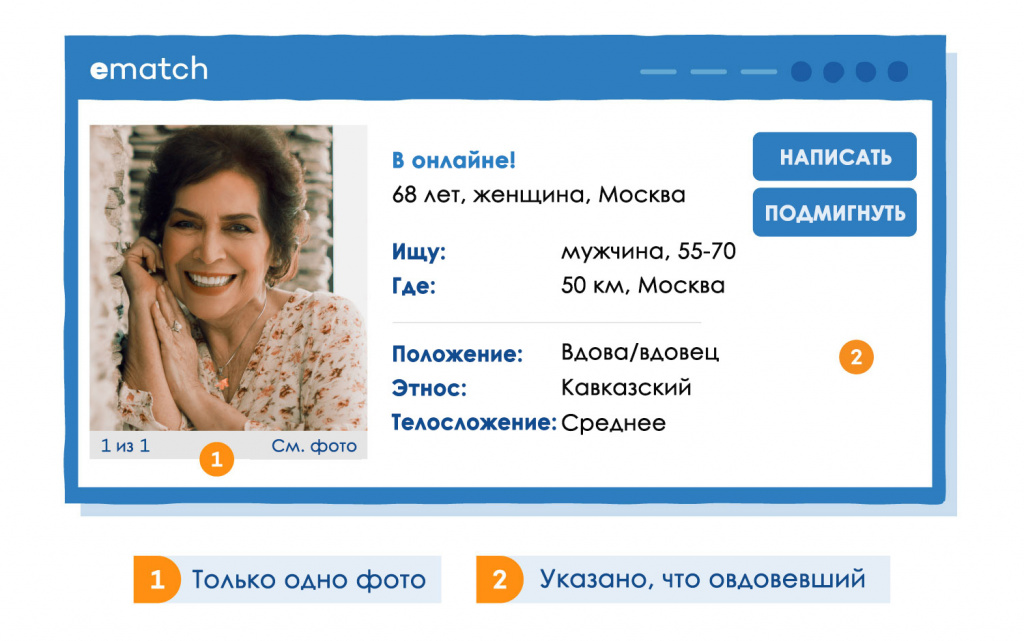 ematch
В онлайне!
68 лет, женщина, Москва
НАПИСАТЬ
ПОДМИГНУТЬ
Ищу: мужчина, 55-70
Где: 50 км, Москва
Положение: Вдова/вдовец
Этнос: Кавказский
Телосложение: Среднее
2
1 из 1 См. фото
1
1 Только одно фото
2 Указано, что овдовевший